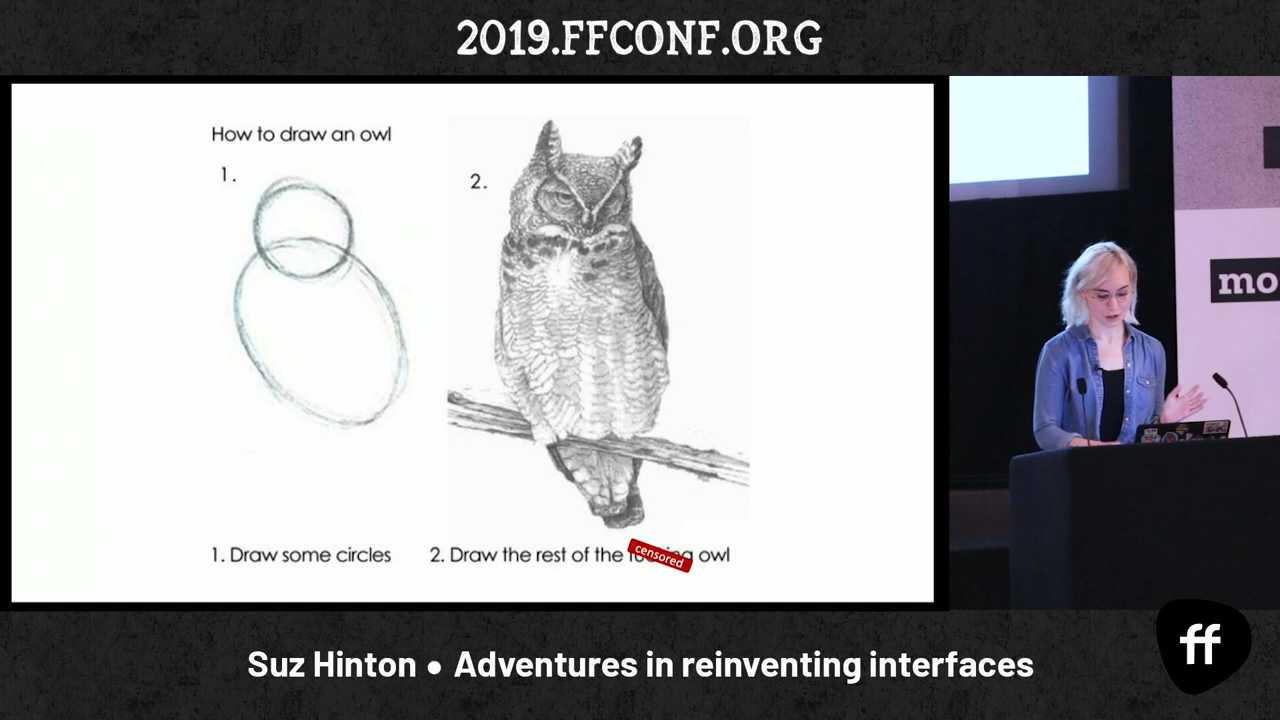 2019.FFCONF.ORG
How to draw an owl
1.
2.
1. Draw some circles
2. Draw the rest of the owl
censored
mo
Suz Hinton • Adventures in reinventing interfaces
ff